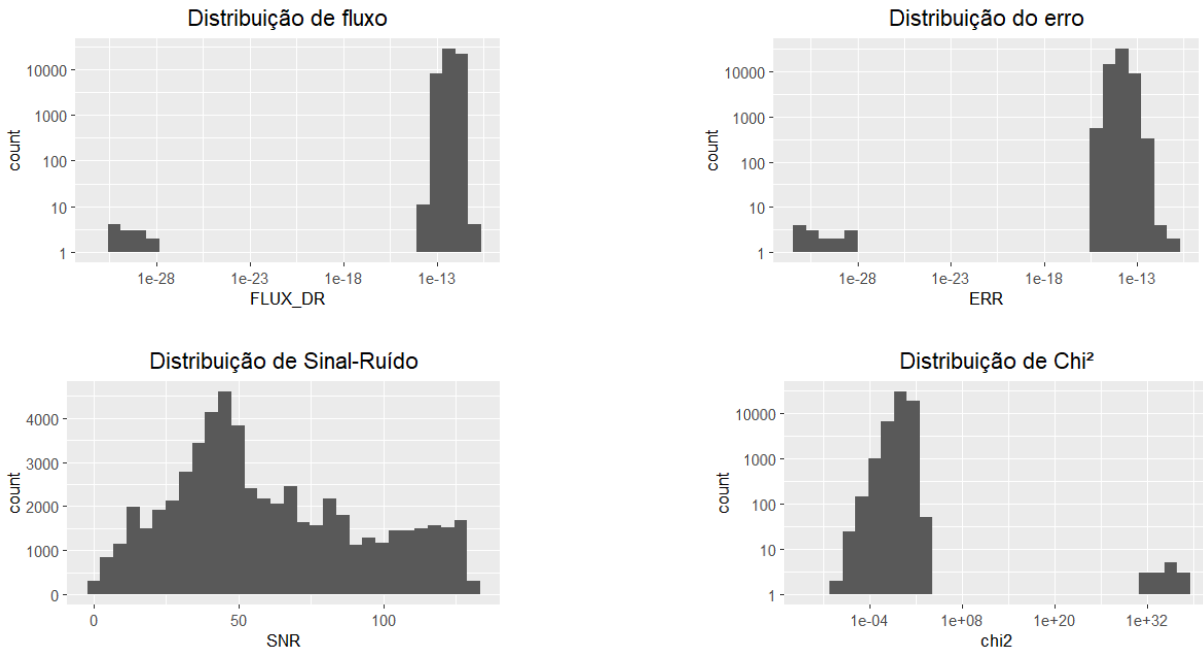 Distribuição de fluxo
10000
1000
100
10
1
count
1e-28
1e-23
1e-18
1e-13
FLUX_DR
Distribuição do erro
10000
1000
100
10
1
count
1e-28
1e-23
1e-18
1e-13
ERR
Distribuição de Sinal-Ruído
4000
3000
2000
1000
0
count
0
50
100
SNR
Distribuição de Chi²
10000
1000
100
10
1
count
1e-04
1e+08
1e+20
1e+32
chi2